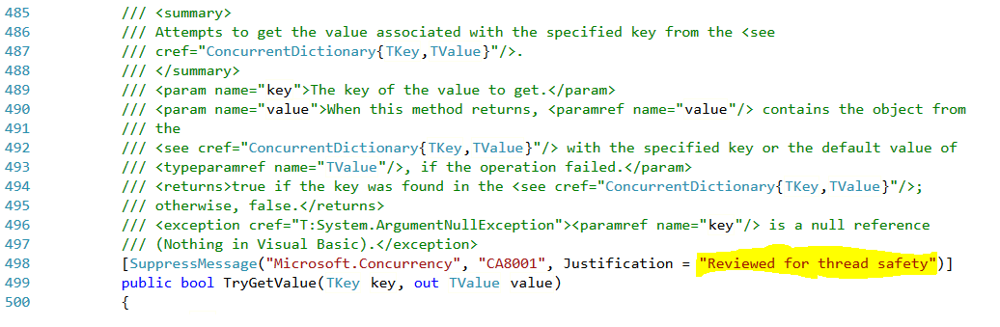 485 /// <summary>
486 /// Attempts to get the value associated with the specified key from the <see
487 /// cref="ConcurrentDictionary{TKey,TValue}"/>.
488 /// </summary>
489 /// <param name="key">The key of the value to get.</param>
490 /// <param name="value">When this method returns, <paramref name="value"/> contains the object from
491 /// the
492 /// <see cref="ConcurrentDictionary{TKey,TValue}"/> with the specified key or the default value of
493 /// <typeparamref name="TValue"/>, if the operation failed.</param>
494 /// <returns>true if the key was found in the <see cref="ConcurrentDictionary{TKey,TValue}"/>;
495 /// otherwise, false.</returns>
496 /// <exception cref="T:System.ArgumentNullException"><paramref name="key"/> is a null reference
497 /// (Nothing in Visual Basic).</exception>
498 [SuppressMessage("Microsoft.Concurrency", "CA8001", Justification = "Reviewed for thread safety")]
499 public bool TryGetValue(TKey key, out TValue value)
500 {